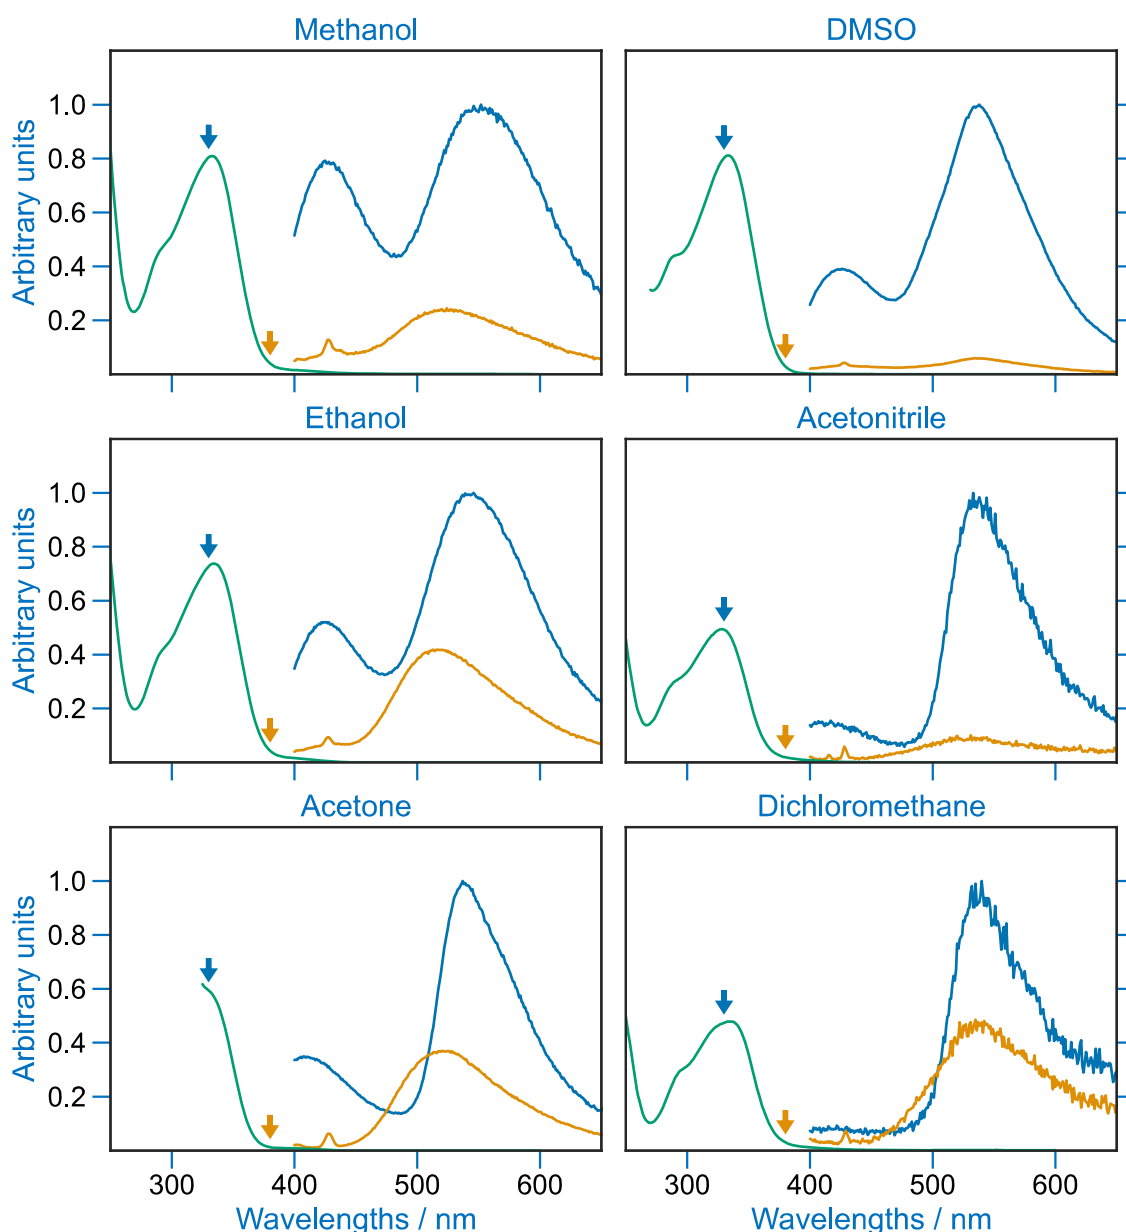 Methanol
DMSO
Arbitrary units
1.0
0.8
0.6
0.4
0.2
Ethanol
Acetonitrile
Arbitrary units
1.0
0.8
0.6
0.4
0.2
Acetone
Dichloromethane
Arbitrary units
1.0
0.8
0.6
0.4
0.2
300 400 500 600
300 400 500 600
Wavelengths / nm
Wavelengths / nm